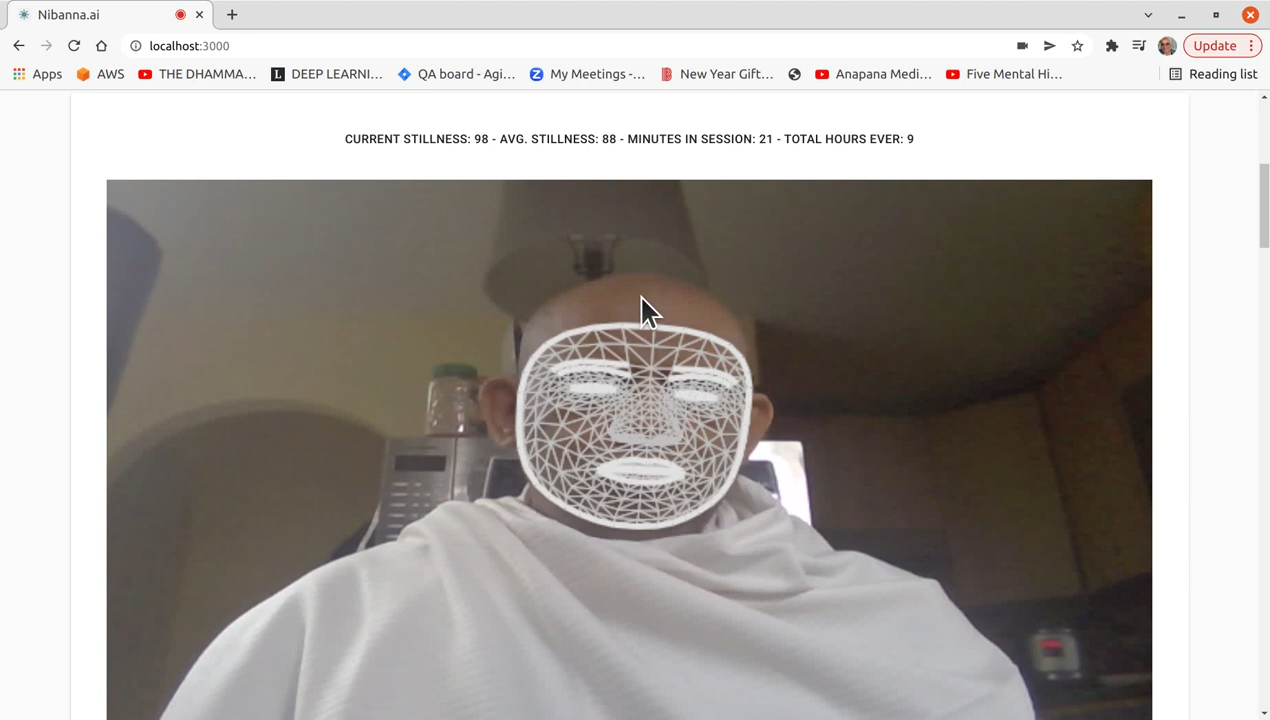 Nibanna.ai
localhost:3000
Update
Apps AWS THE DHAMMA... DEEP LEARNI... QA board - Agi... My Meetings -... New Year Gift... Anapana Medi... Five Mental Hi... Reading list
CURRENT STILLNESS: 98 - AVG. STILLNESS: 88 - MINUTES IN SESSION: 21 - TOTAL HOURS EVER: 9